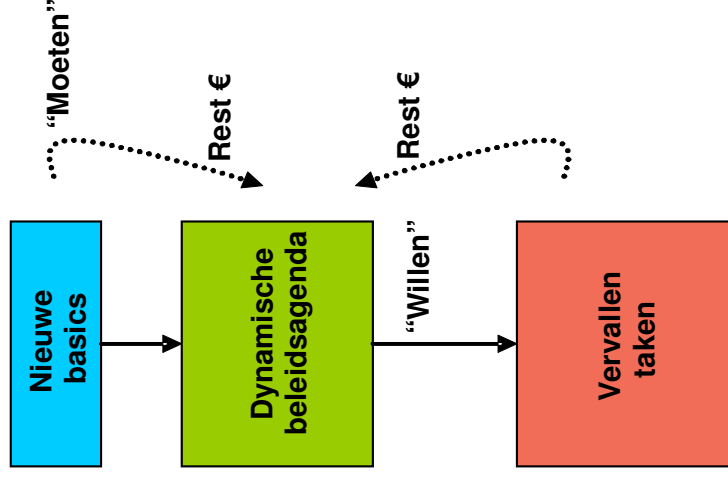 “Moeten”
Nieuwe
basics
Rest €
Dynamische
beleidsagenda
Rest €
“Willen”
Vervallen
taken